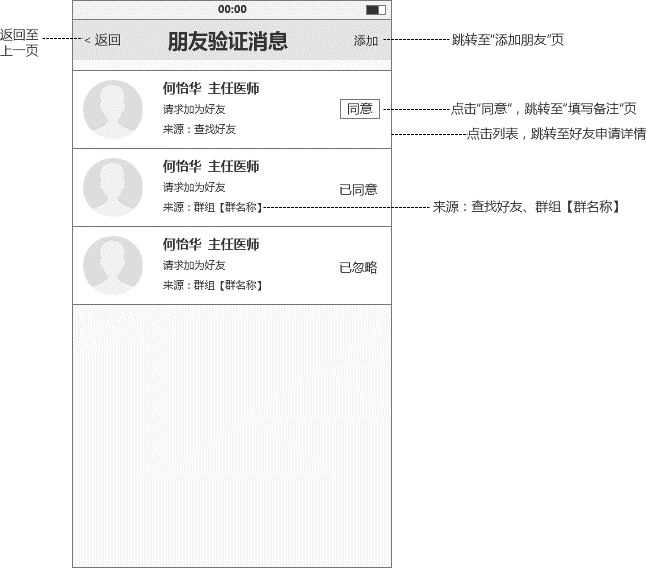 00:00
返回至
上一页
< 返回
朋友验证消息
添加
跳转至“添加朋友”页
何怡华 主任医师
请求加为好友
来源：查找好友
同意
点击“同意”，跳转至“填写备注”页
点击列表，跳转至好友申请详情
何怡华 主任医师
请求加为好友
来源：群组【群名称】
已同意
来源：查找好友、群组【群名称】
何怡华 主任医师
请求加为好友
来源：群组【群名称】
已忽略